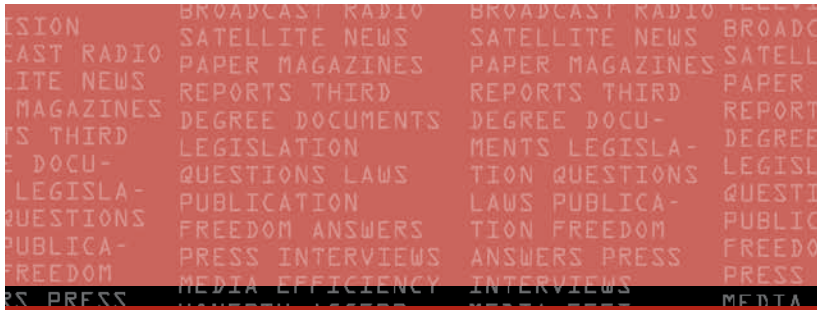 ISION
CAST RADIO
LITE NEWS
MAGAZINES
TS THIRD
E DOCU-
LEGISLA-
QUESTIONS
PUBLICA-
FREEDOM
RS PRESS
BROADCAST RADIO
SATELLITE NEWS
PAPER MAGAZINES
REPORTS THIRD
DEGREE DOCUMENTS
LEGISLATION
QUESTIONS LAWS
PUBLICATION
FREEDOM ANSWERS
PRESS INTERVIEWS
MEDIA EFFICIENCY
BROADCAST RADIO
SATELLITE NEWS
PAPER MAGAZINES
REPORTS THIRD
DEGREE DOCU-
MENTS LEGISLA-
TION QUESTIONS
LAWS PUBLICA-
TION FREEDOM
ANSWERS PRESS
INTERVIEWS
BROADC
SATELL
PAPER
REPORT
DEGREE
LEGISL
QUESTI
PUBLIC
FREEDO
PRESS
MEDIA